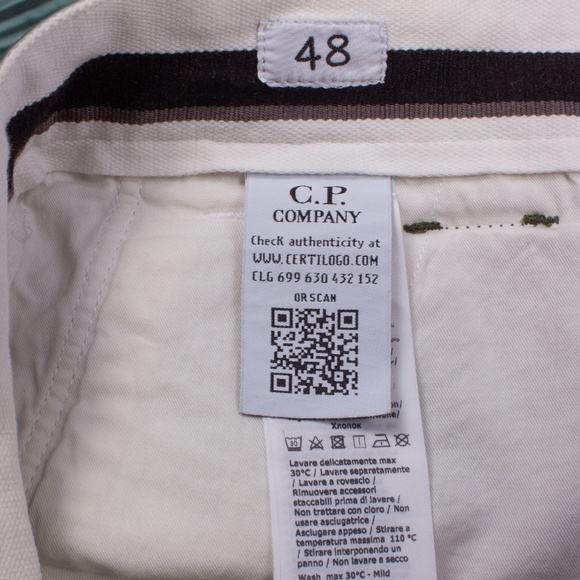 48
C.P.
COMPANY
Check authenticity at
WWW.CERTILOGO.COM
CLG 699 630 432 152
OR SCAN
Хлопок
Lavare delicatamente max
30°C / Lavare separatamente
/ Lavare a rovescio /
Rimuovere accessori
staccabili prima di lavare /
Non trattare con cloro / Non
usare asciugatrice /
Asciugare appeso / Stirare a
temperatura massima 110 °C
/ Stirare interponendo un
panno / Non lavare a secco
Wash max 30°C - Mild